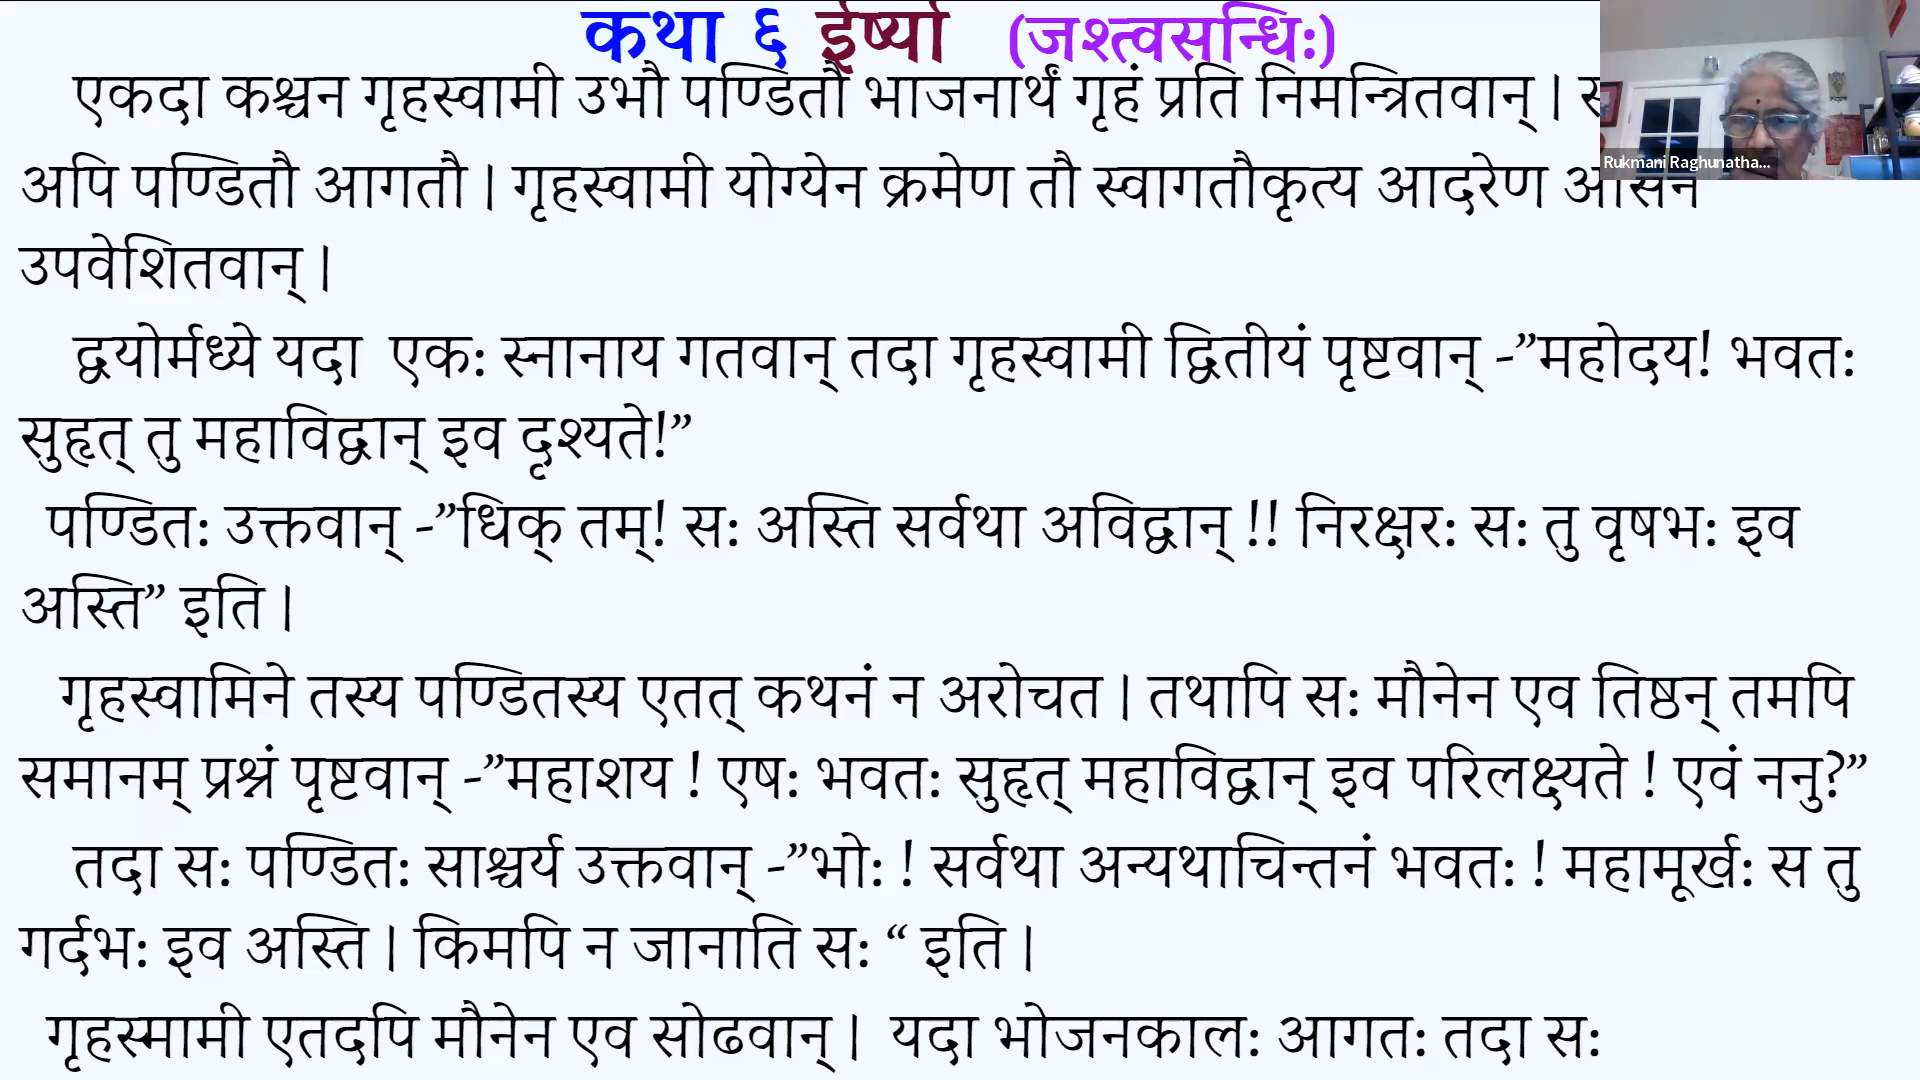 कथा ६ ईर्ष्या (जश्त्वसन्धिः)
एकदा कश्चन गृहस्वामी उभौ पण्डितौ भाजनार्थं गृहं प्रति निमन्त्रितवान् ।
अपि पण्डितौ आगतौ । गृहस्वामी योग्येन क्रमेण तौ स्वागतौकृत्य आदरेण आसने
उपवेशितवान् ।
द्वयोर्मध्ये यदा एकः स्नानाय गतवान् तदा गृहस्वामी द्वितीयं पृष्टवान् -”महोदय! भवतः
सुहृत् तु महाविद्वान् इव दृश्यते!”
पण्डितः उक्तवान् -”धिक् तम्! सः अस्ति सर्वथा अविद्वान् !! निरक्षरः सः तु वृषभः इव
अस्ति” इति ।
गृहस्वामिने तस्य पण्डितस्य एतत् कथनं न अरोचत । तथापि सः मौनेन एव तिष्ठन् तमपि
समानम् प्रश्नं पृष्टवान् -”महाशय ! एषः भवतः सुहृत् महाविद्वान् इव परिलक्ष्यते ! एवं ननु?”
तदा सः पण्डितः साश्चर्य उक्तवान् -”भोः ! सर्वथा अन्यथाचिन्तनं भवतः ! महामूर्खः स तु
गर्दभः इव अस्ति । किमपि न जानाति सः “ इति ।
गृहस्मामी एतदपि मौनेन एव सोढवान् । यदा भोजनकालः आगतः तदा सः
Rukmani Raghunatha...